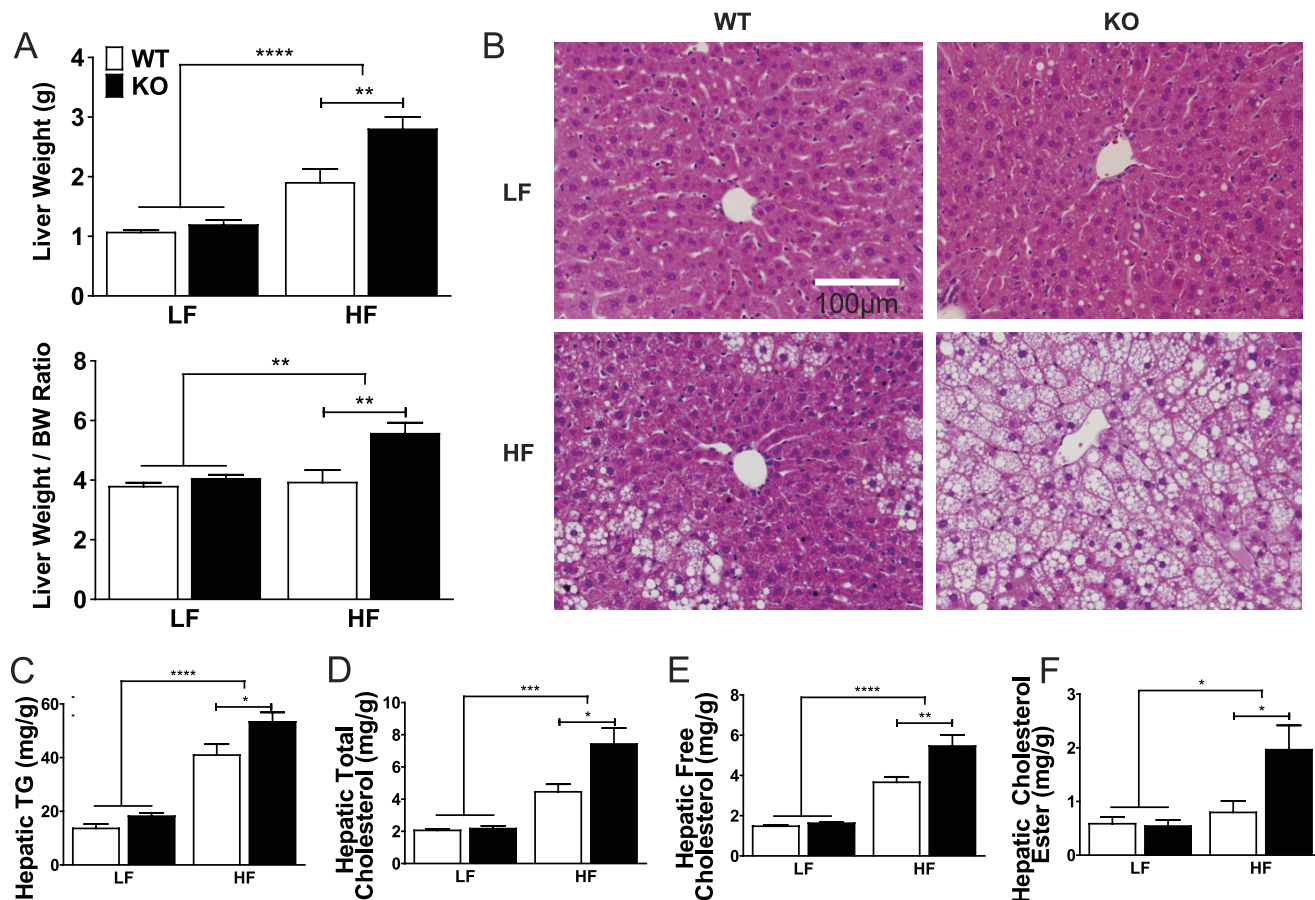 A
Liver Weight (g)
4
3
2
1
0
WT
KO
****
**
LF
HF
Liver Weight / BW Ratio
8
6
4
2
0
**
**
LF
HF
B
WT
KO
LF
HF
100μm
C
Hepatic TG (mg/g)
60
40
20
0
****
*
LF
HF
D
Hepatic Total
Cholesterol (mg/g)
10
8
6
4
2
0
***
*
LF
HF
E
Hepatic Free
Cholesterol (mg/g)
8
6
4
2
0
****
**
LF
HF
F
Hepatic Cholesterol
Ester (mg/g)
3
2
1
0
*
*
LF
HF